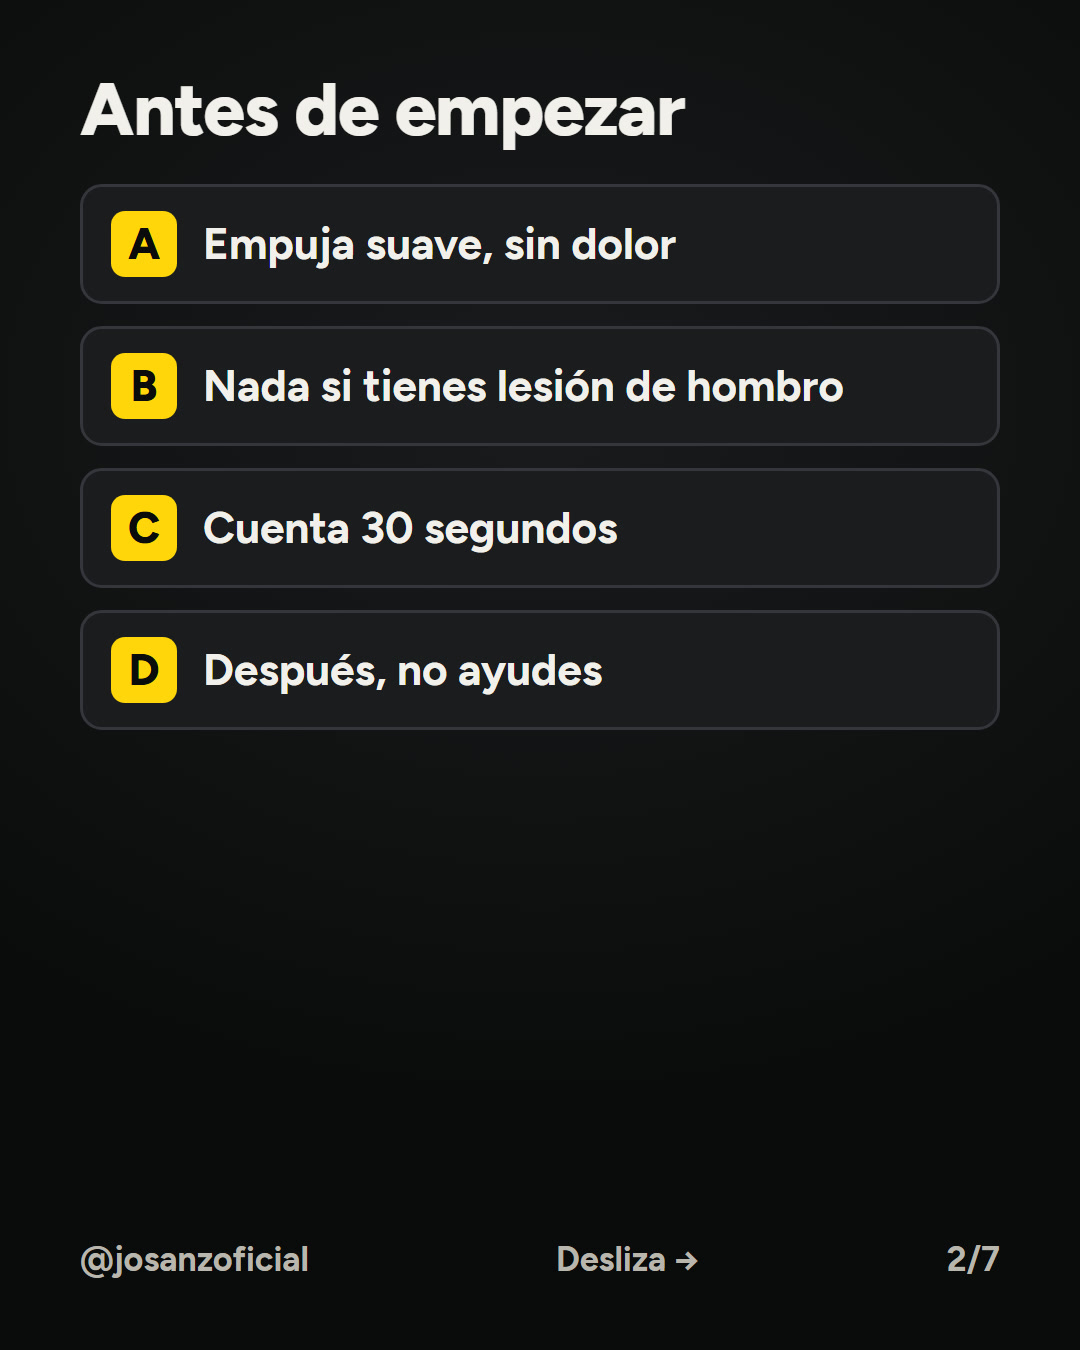 Antes de empezar
A Empuja suave, sin dolor
B Nada si tienes lesión de hombro
C Cuenta 30 segundos
D Después, no ayudes
@josanzoficial Desliza → 2/7